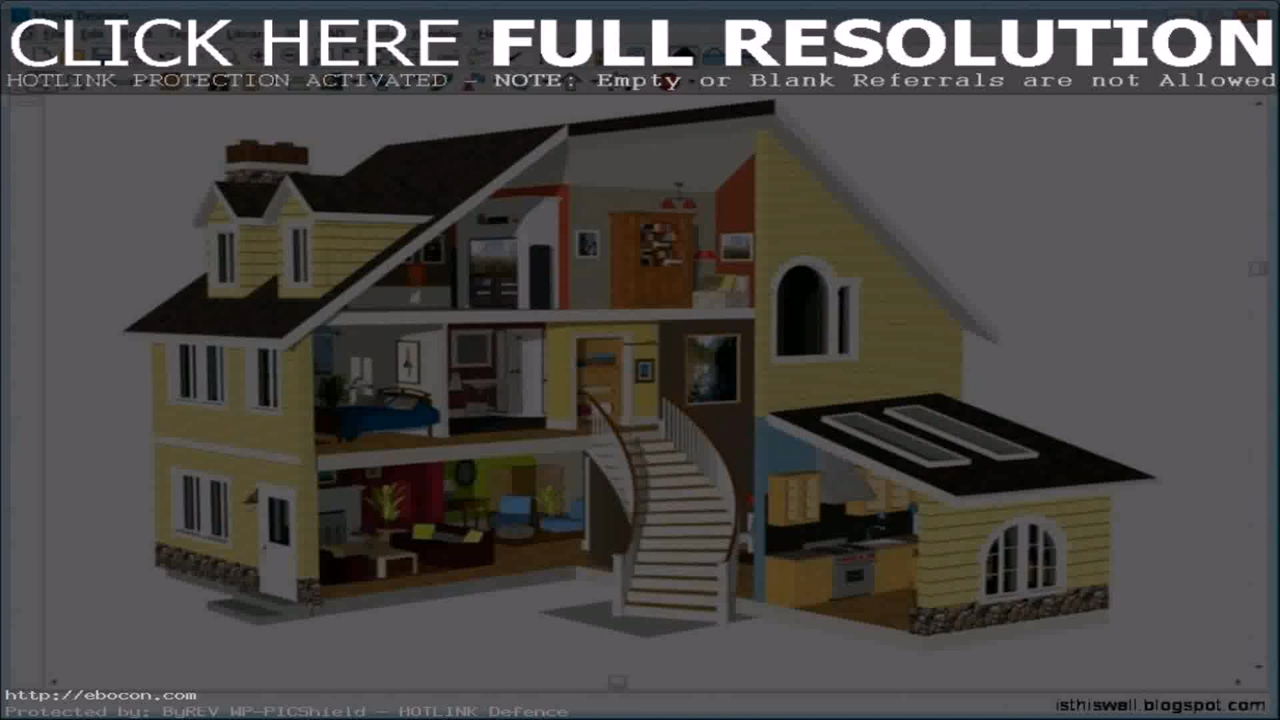 CLICK HERE FULL RESOLUTION
HOTLINK PROTECTION ACTIVATED - NOTE: Empty or Blank Referrals are not Allowed
http://ebocon.com
Protected by: ByREV WP-PICShield - HOTLINK Defence
isthiswall.blogspot.com